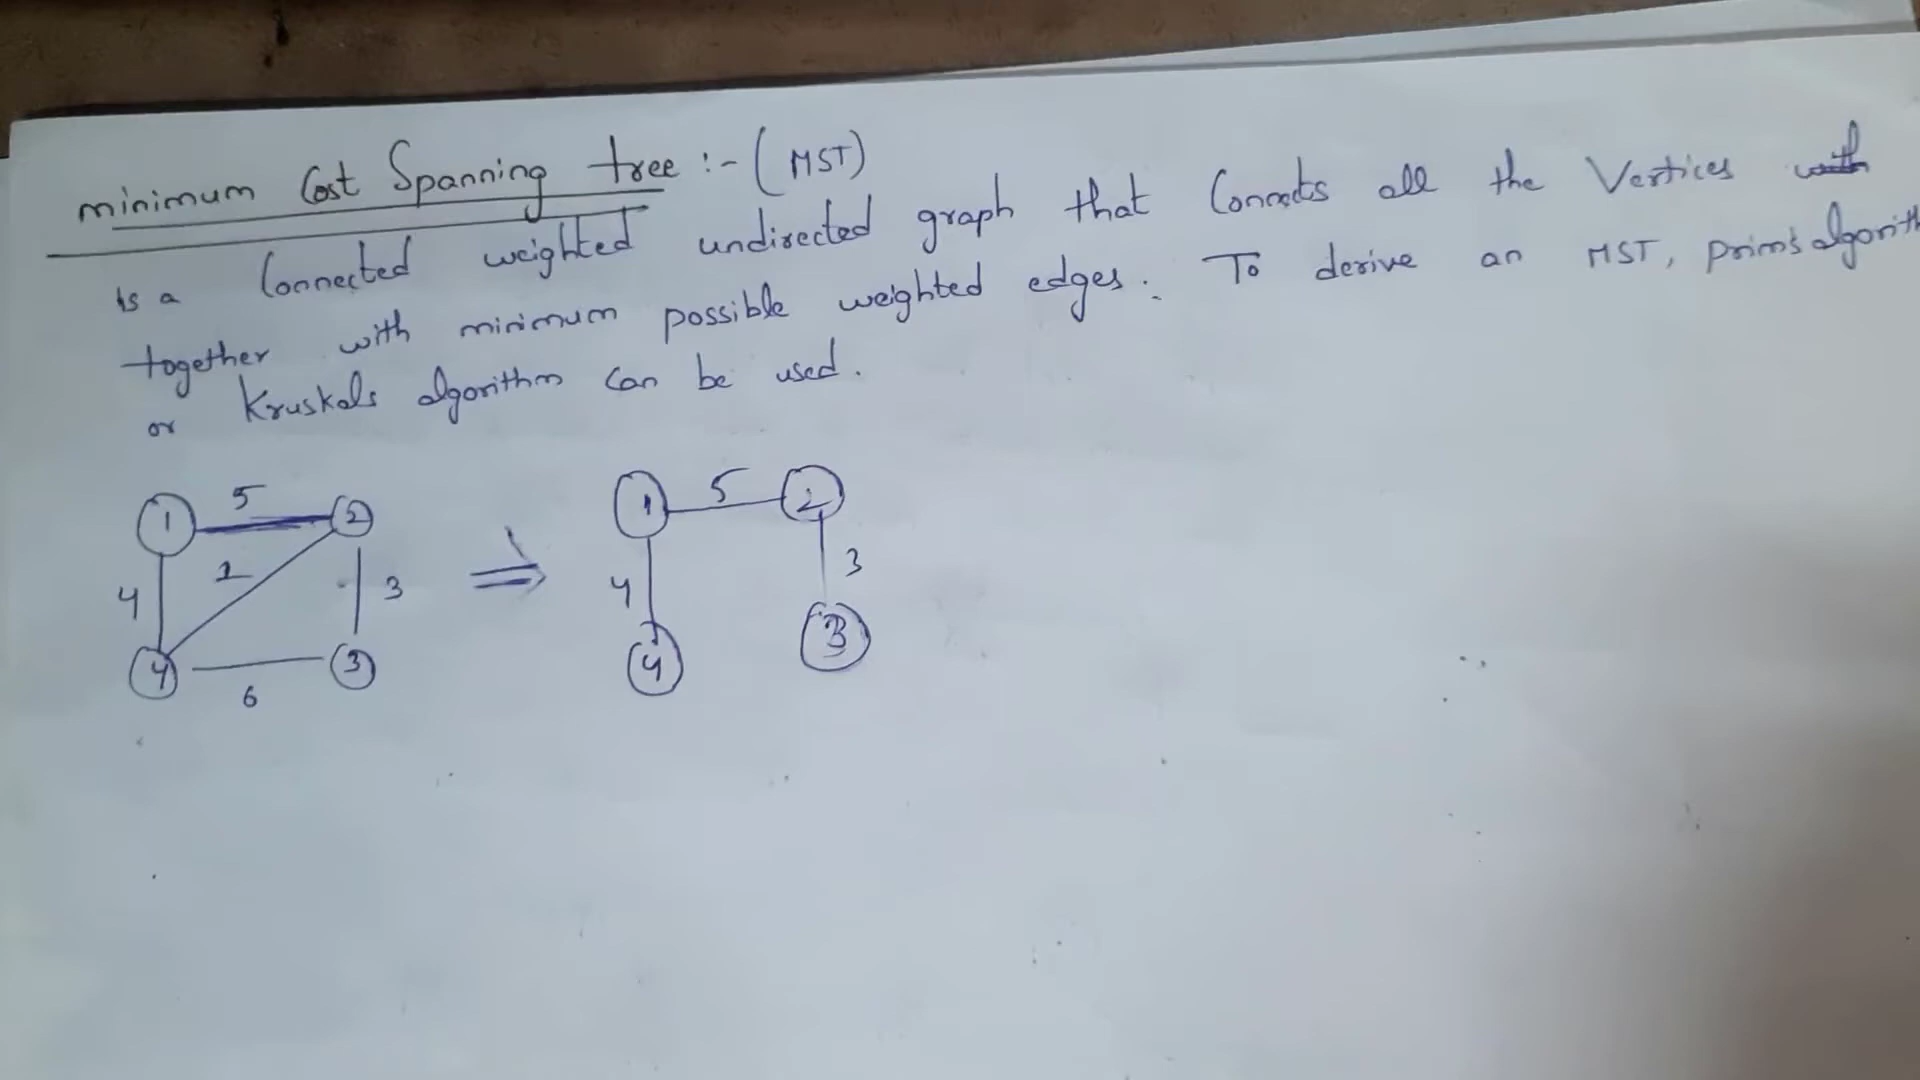 minimum Cost Spanning tree :- (MST)
is a Connected weighted undirected graph that Connects all the Vertices with
together with minimum possible weighted edges. To derive an MST, prim's algorith
or Kruskals algorithm can be used.
1 5 2
4 3
4 6 3
1 5 2
4 3
4 3